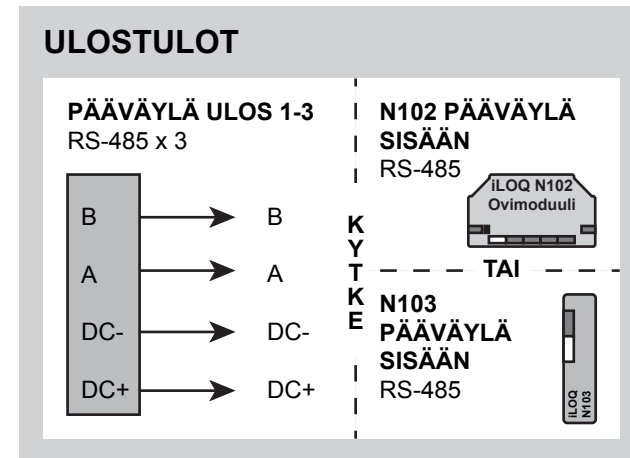 ULOSTULOT
PÄÄVÄYLÄ ULOS 1-3
RS-485 x 3
B B
A A
DC- DC-
DC+ DC+
KYTKE
N102 PÄÄVÄYLÄ
SISÄÄN
RS-485
iLOQ N102
Ovimoduuli
TAI
N103
PÄÄVÄYLÄ
SISÄÄN
RS-485
iLOQ
N103